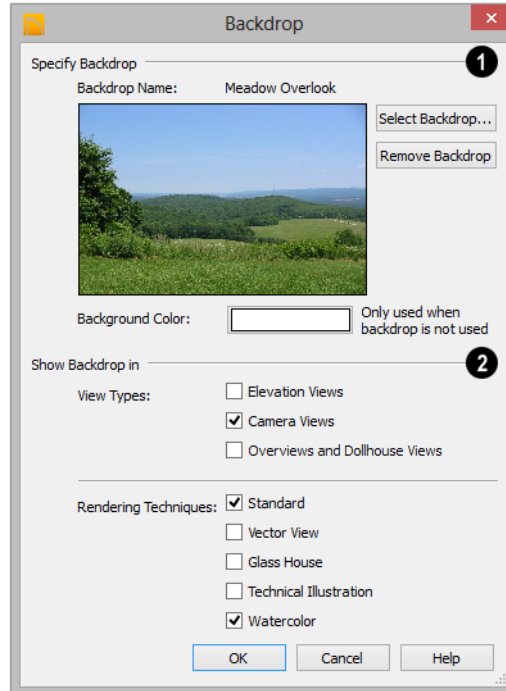 Backdrop
Specify Backdrop 1
Backdrop Name: Meadow Overlook
Select Backdrop...
Remove Backdrop
Background Color: Only used when
backdrop is not used
Show Backdrop in 2
View Types: Elevation Views
Camera Views
Overviews and Dollhouse Views
Rendering Techniques: Standard
Vector View
Glass House
Technical Illustration
Watercolor
OK Cancel Help